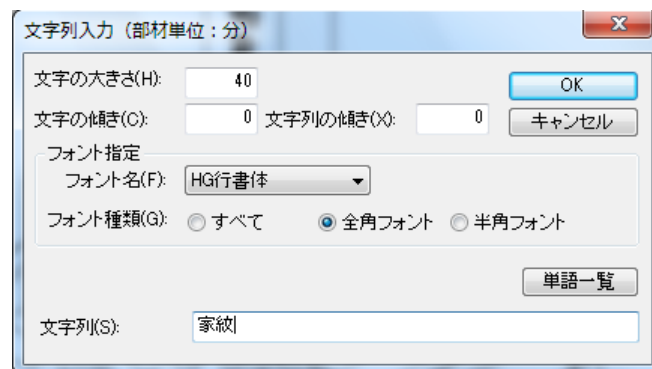 文字列入力（部材単位：分）
文字の大きさ(H): 40
OK
文字の傾き(C): 0 文字列の傾き(X): 0
キャンセル
フォント指定
フォント名(F): HG行書体
フォント種類(G): すべて 全角フォント 半角フォント
単語一覧
文字列(S): 家紋